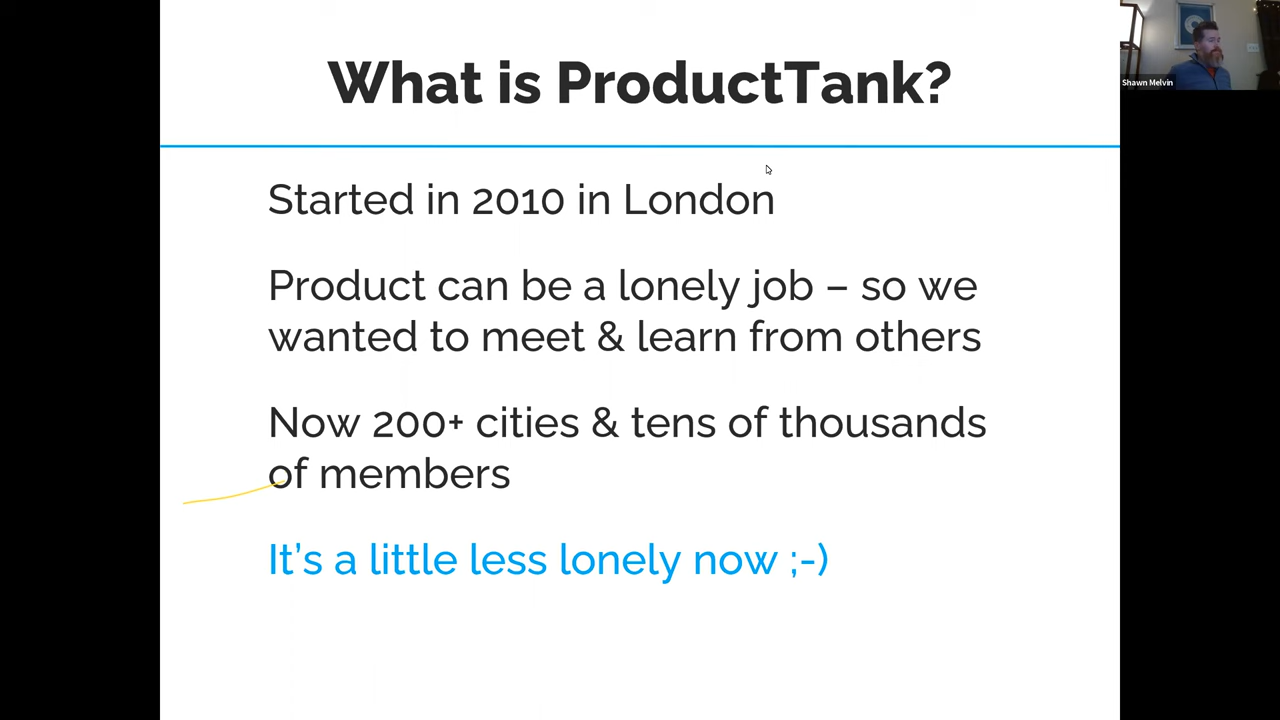 What is ProductTank?
Shawn Melvin
Started in 2010 in London
Product can be a lonely job – so we
wanted to meet & learn from others
Now 200+ cities & tens of thousands
of members
It’s a little less lonely now ;-)